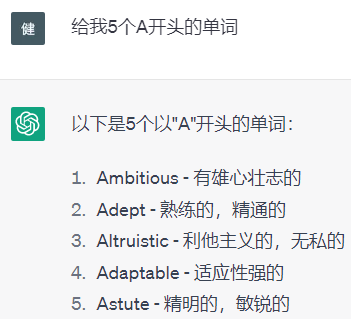 健
给我5个A开头的单词
以下是5个以"A"开头的单词：
1. Ambitious - 有雄心壮志的
2. Adept - 熟练的，精通的
3. Altruistic - 利他主义的，无私的
4. Adaptable - 适应性强的
5. Astute - 精明的，敏锐的